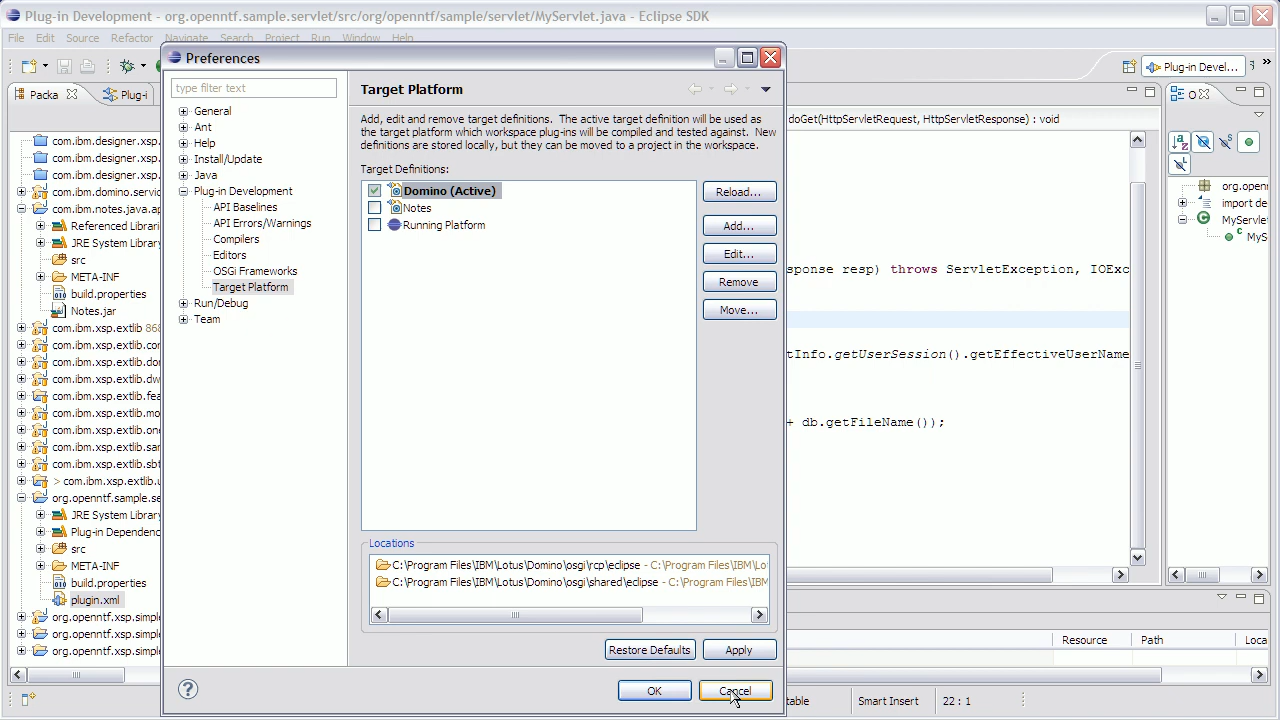 Plug-in Development - org.openntf.sample.servlet/src/org/openntf/sample/servlet/MyServlet.java - Eclipse SDK
File Edit Source Refactor Navigate Search Project Run Window Help
Preferences
Plug-in Devel...
Packa
Plug-i
type filter text
Target Platform
General
Ant
Help
Install/Update
Java
Plug-in Development
API Baselines
API Errors/Warnings
Compilers
Editors
OSGi Frameworks
Target Platform
Run/Debug
Team
Add, edit and remove target definitions. The active target definition will be used as
the target platform which workspace plug-ins will be compiled and tested against. New
definitions are stored locally, but they can be moved to a project in the workspace.
Target Definitions:
Domino (Active)
Notes
Running Platform
Reload...
Add...
Edit...
Remove
Move...
Locations
C:\Program Files\IBM\Lotus\Domino\osgi\rcp\eclipse - C:\Program Files\IBM\Lo
C:\Program Files\IBM\Lotus\Domino\osgi\shared\eclipse - C:\Program Files\IBM
Restore Defaults
Apply
OK
Cancel
com.ibm.designer.xsp
com.ibm.designer.xsp
com.ibm.designer.xsp
com.ibm.domino.servic
com.ibm.notes.java.ap
Referenced Librari
JRE System Library
src
META-INF
build.properties
Notes.jar
com.ibm.xsp.extlib 868
com.ibm.xsp.extlib.cor
com.ibm.xsp.extlib.dor
com.ibm.xsp.extlib.dw
com.ibm.xsp.extlib.fea
com.ibm.xsp.extlib.mo
com.ibm.xsp.extlib.one
com.ibm.xsp.extlib.sar
com.ibm.xsp.extlib.sbt
> com.ibm.xsp.extlib.u
org.openntf.sample.se
JRE System Library
Plug-in Dependenc
src
META-INF
build.properties
plugin.xml
org.openntf.xsp.simple
org.openntf.xsp.simple
org.openntf.xsp.simple
doGet(HttpServletRequest, HttpServletResponse) : void
sponse resp) throws ServletException, IOExc
tInfo.getUserSession().getEffectiveUserName
+ db.getFileName());
O
org.openn
import de
MyServlet
MyS
Resource Path Loca
table
Smart Insert
22 : 1